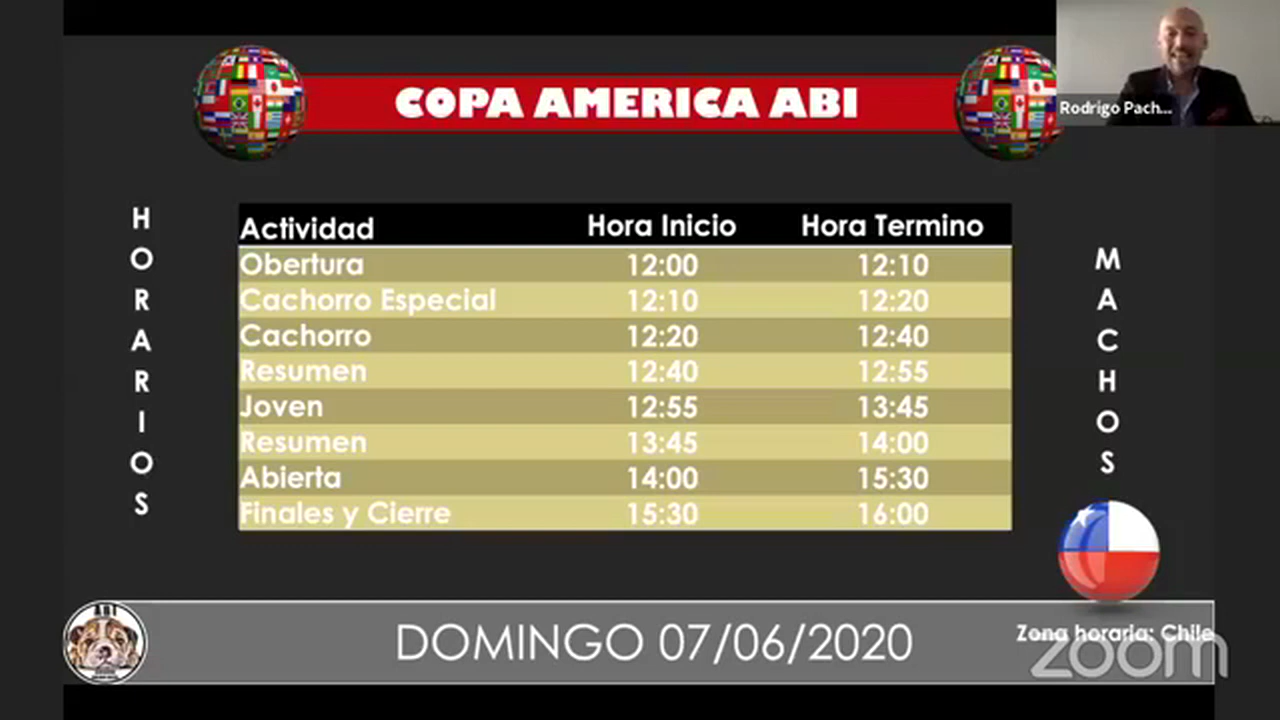 COPA AMERICA ABI
Rodrigo Pach...
HORARIOS
Actividad Hora Inicio Hora Termino
Obertura 12:00 12:10
Cachorro Especial 12:10 12:20
Cachorro 12:20 12:40
Resumen 12:40 12:55
Joven 12:55 13:45
Resumen 13:45 14:00
Abierta 14:00 15:30
Finales y Cierre 15:30 16:00
MACHOS
ABI
DOMINGO 07/06/2020
Zona horaria: Chile
zoom